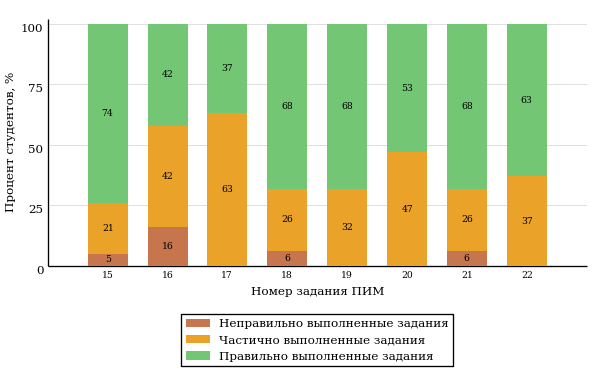 Процент студентов, %
100
75
50
25
0
74 42 37 68 68 53 68 63
21 42 63 26 32 47 26 37
5 16 6 6
15 16 17 18 19 20 21 22
Номер задания ПИМ
Неправильно выполненные задания
Частично выполненные задания
Правильно выполненные задания